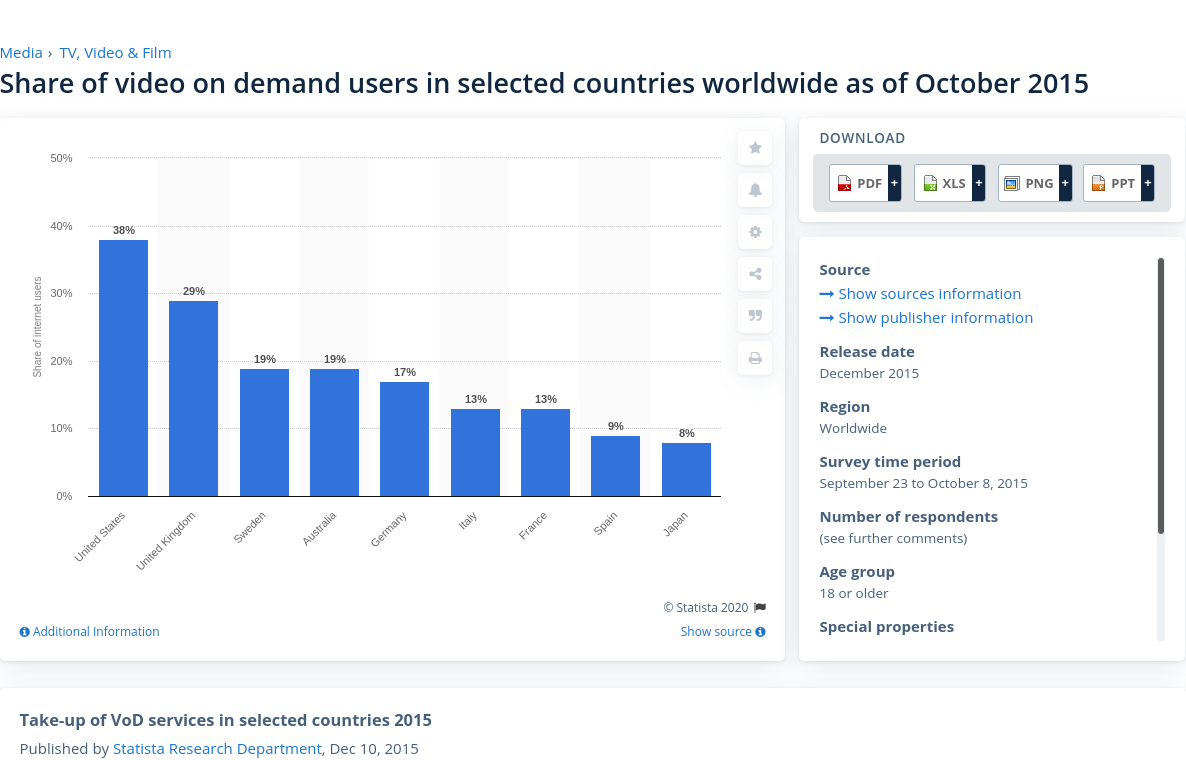 Media › TV, Video & Film
Share of video on demand users in selected countries worldwide as of October 2015
50%
40%
30%
20%
10%
0%
Share of internet users
38%
29%
19%
19%
17%
13%
13%
9%
8%
United States
United Kingdom
Sweden
Australia
Germany
Italy
France
Spain
Japan
© Statista 2020
Additional Information
Show source
DOWNLOAD
PDF +
XLS +
PNG +
PPT +
Source
Show sources information
Show publisher information
Release date
December 2015
Region
Worldwide
Survey time period
September 23 to October 8, 2015
Number of respondents
(see further comments)
Age group
18 or older
Special properties
Take-up of VoD services in selected countries 2015
Published by Statista Research Department, Dec 10, 2015